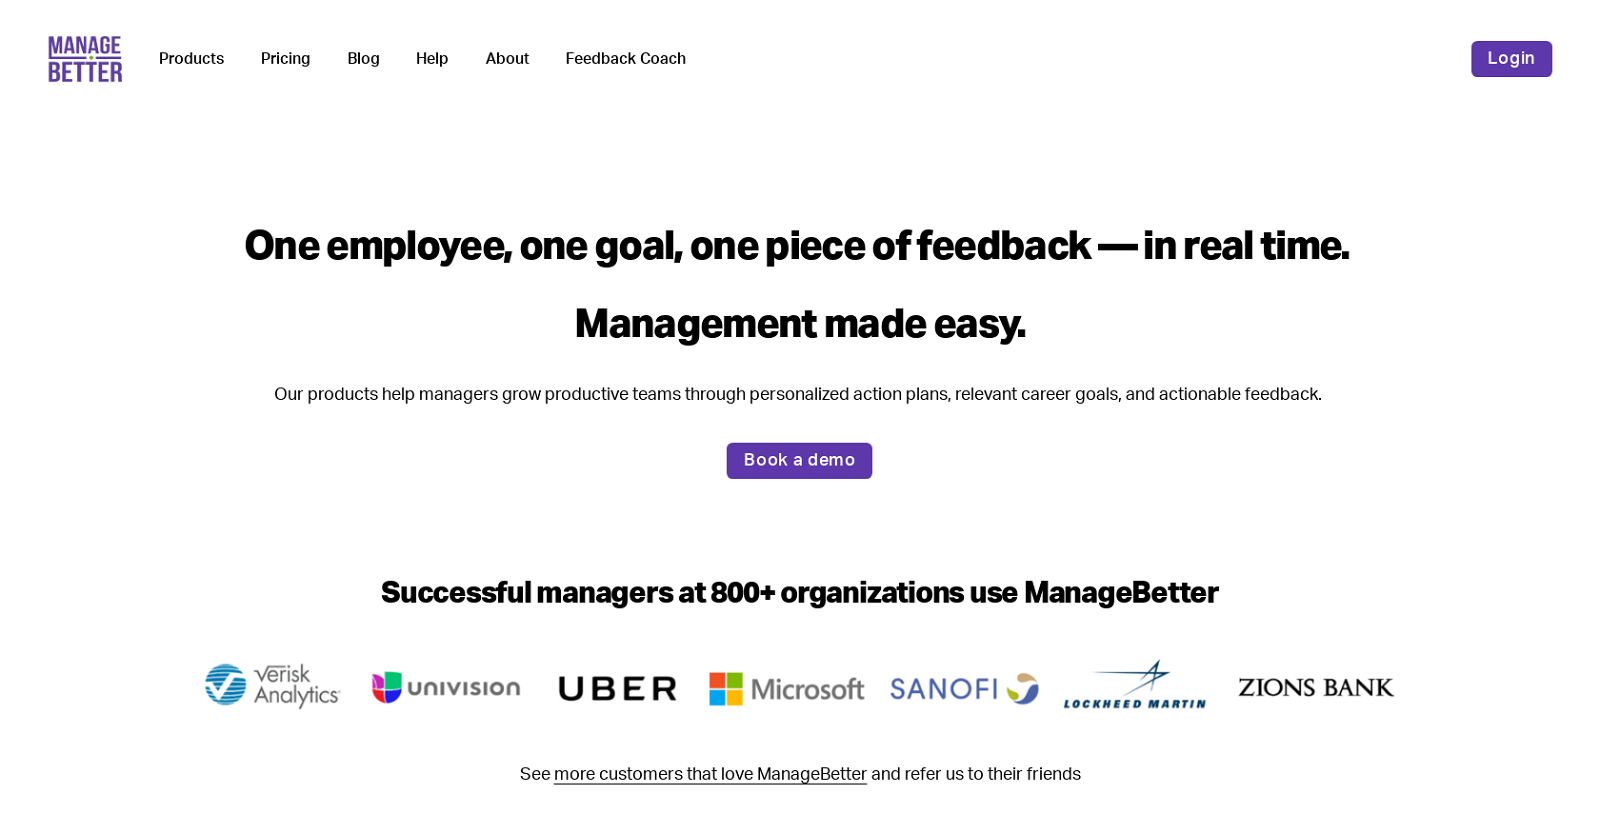 MANAGE
BETTER
Products Pricing Blog Help About Feedback Coach Login
One employee, one goal, one piece of feedback — in real time.
Management made easy.
Our products help managers grow productive teams through personalized action plans, relevant career goals, and actionable feedback.
Book a demo
Successful managers at 800+ organizations use ManageBetter
Verisk
Analytics
UNIVISION
UBER
Microsoft
SANOFI
LOCKHEED MARTIN
ZIONS BANK
See more customers that love ManageBetter and refer us to their friends